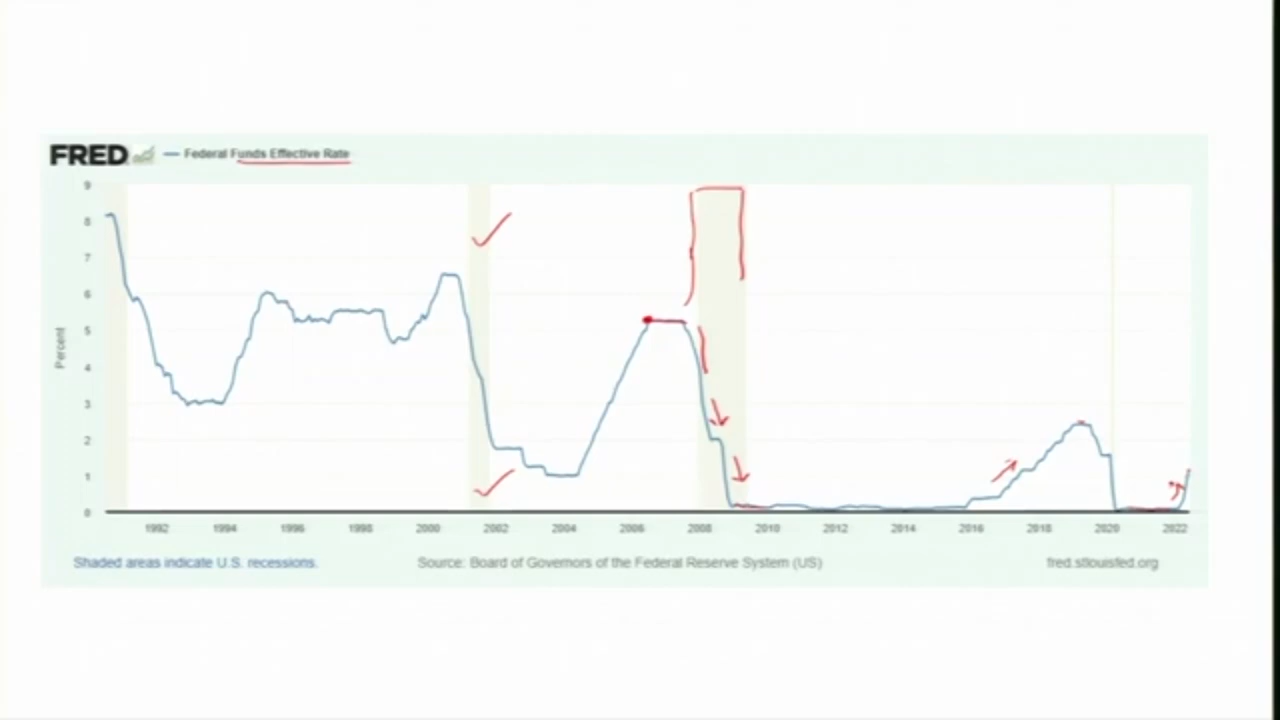 FRED — Federal Funds Effective Rate
9
8
7
6
5
4
3
2
1
0
Percent
1992 1994 1996 1998 2000 2002 2004 2006 2008 2010 2012 2014 2016 2018 2020 2022
Shaded areas indicate U.S. recessions. Source: Board of Governors of the Federal Reserve System (US) fred.stlouisfed.org